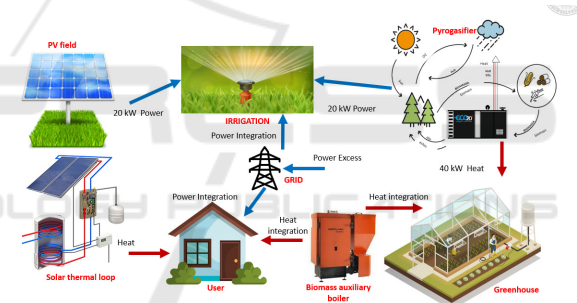 PV field
Pyrogasifier
20 kW Power
IRRIGATION
20 kW Power
Power Integration
GRID
Power Excess
40 kW Heat
Power Integration
Heat integration
Heat
Heat
integration
Solar thermal loop
User
Biomass auxiliary
boiler
Greenhouse